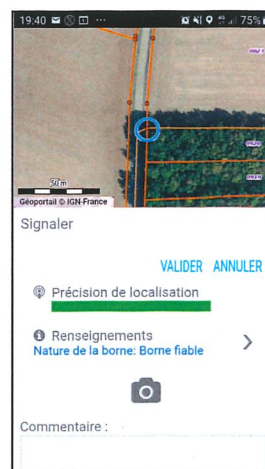 19:40
75%
50 m
Géoportail © IGN-France
Signaler
VALIDER ANNULER
Précision de localisation
Renseignements
Nature de la borne: Borne fiable
Commentaire :